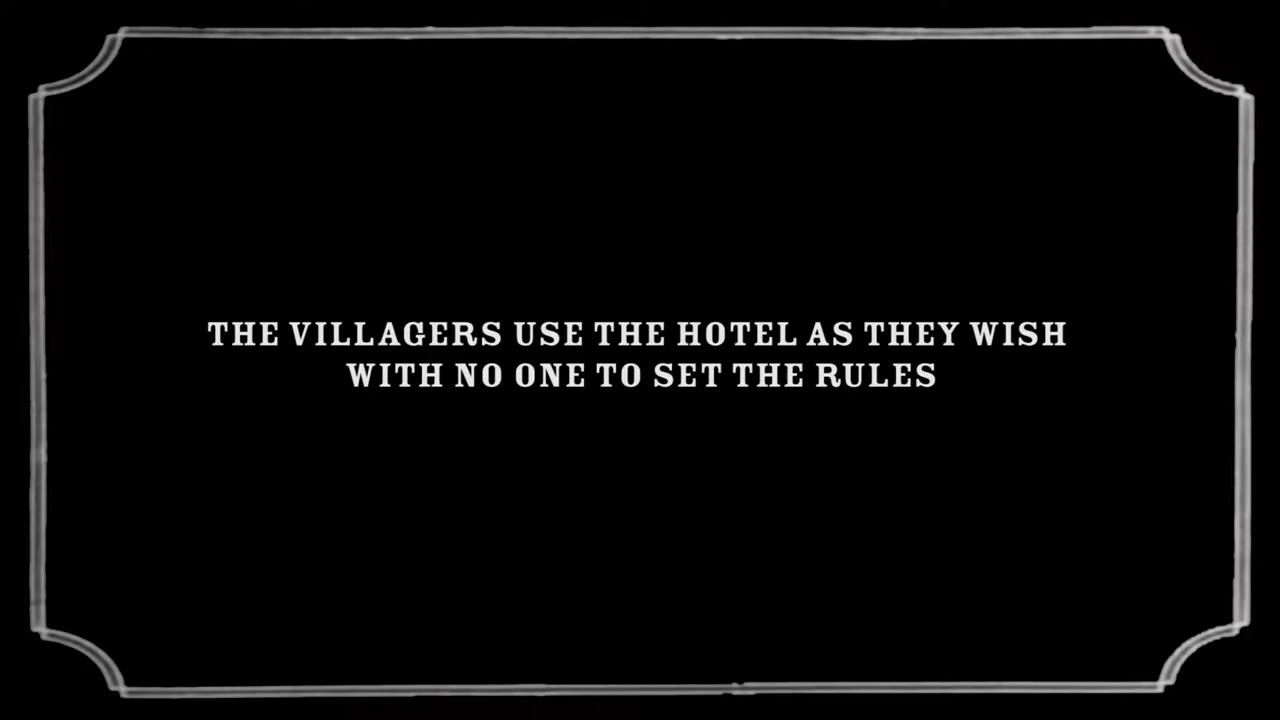 THE VILLAGERS USE THE HOTEL AS THEY WISH
WITH NO ONE TO SET THE RULES